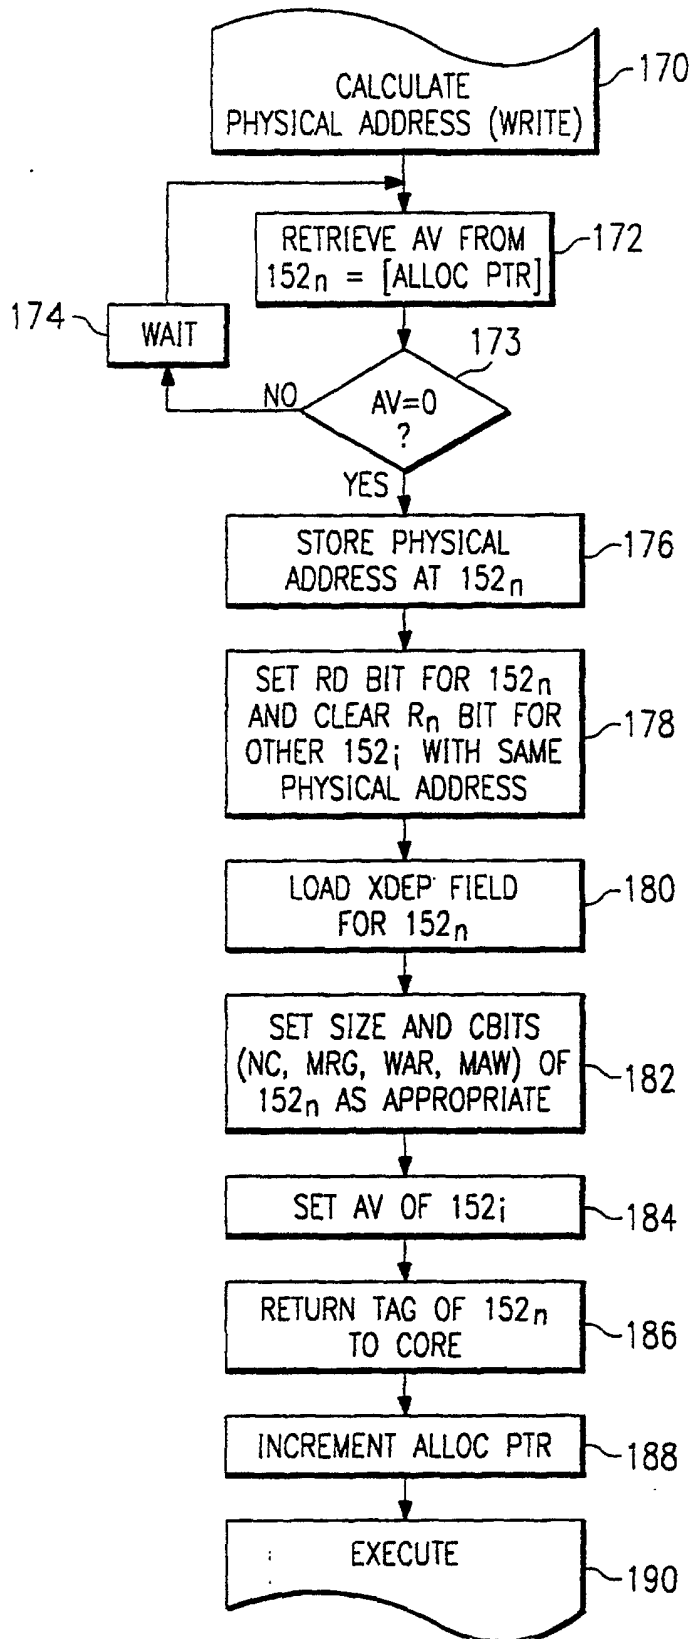 CALCULATE
PHYSICAL ADDRESS (WRITE)
170
RETRIEVE AV FROM
152n = [ALLOC PTR]
172
174
WAIT
173
NO
AV=0
?
YES
STORE PHYSICAL
ADDRESS AT 152n
176
SET RD BIT FOR 152n
AND CLEAR Rn BIT FOR
OTHER 152i WITH SAME
PHYSICAL ADDRESS
178
LOAD XDEP FIELD
FOR 152n
180
SET SIZE AND CBITS
(NC, MRG, WAR, MAW) OF
152n AS APPROPRIATE
182
SET AV OF 152i
184
RETURN TAG OF 152n
TO CORE
186
INCREMENT ALLOC PTR
188
EXECUTE
190